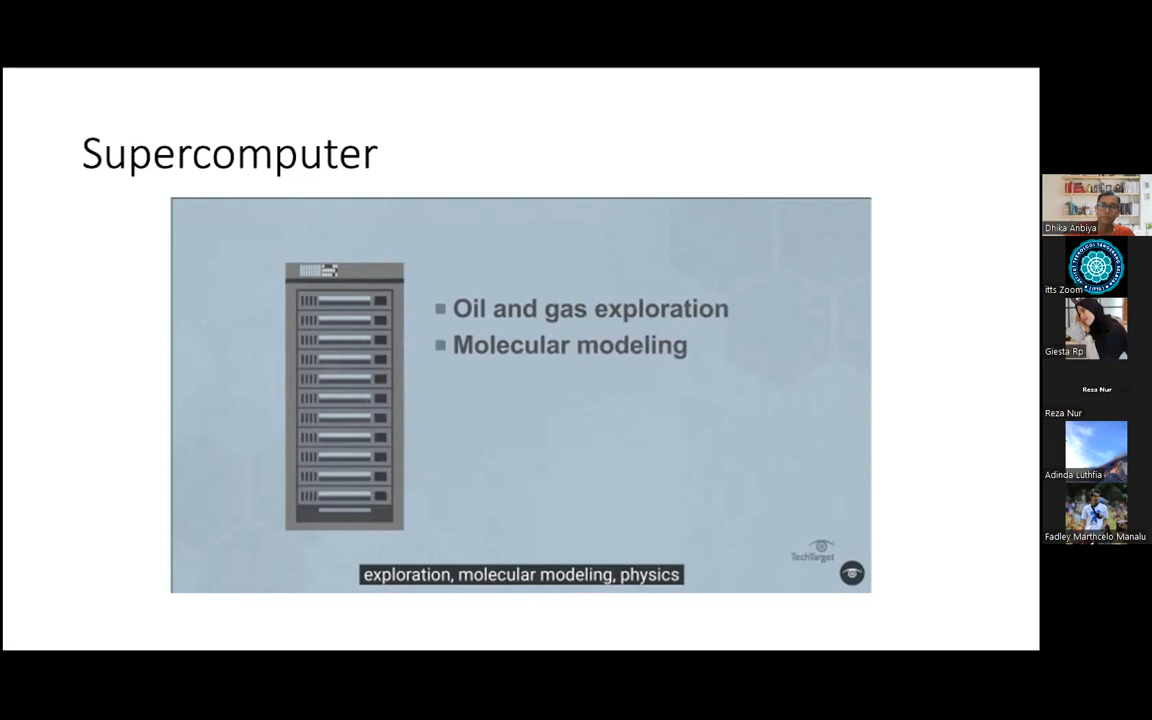 Supercomputer
Oil and gas exploration
Molecular modeling
TechTarget
exploration, molecular modeling, physics
Dhika Anbiya
itts Zoom
Giesta Rp
Reza Nur
Reza Nur
Adinda Luthfia
Fadley Marthcelo Manalu